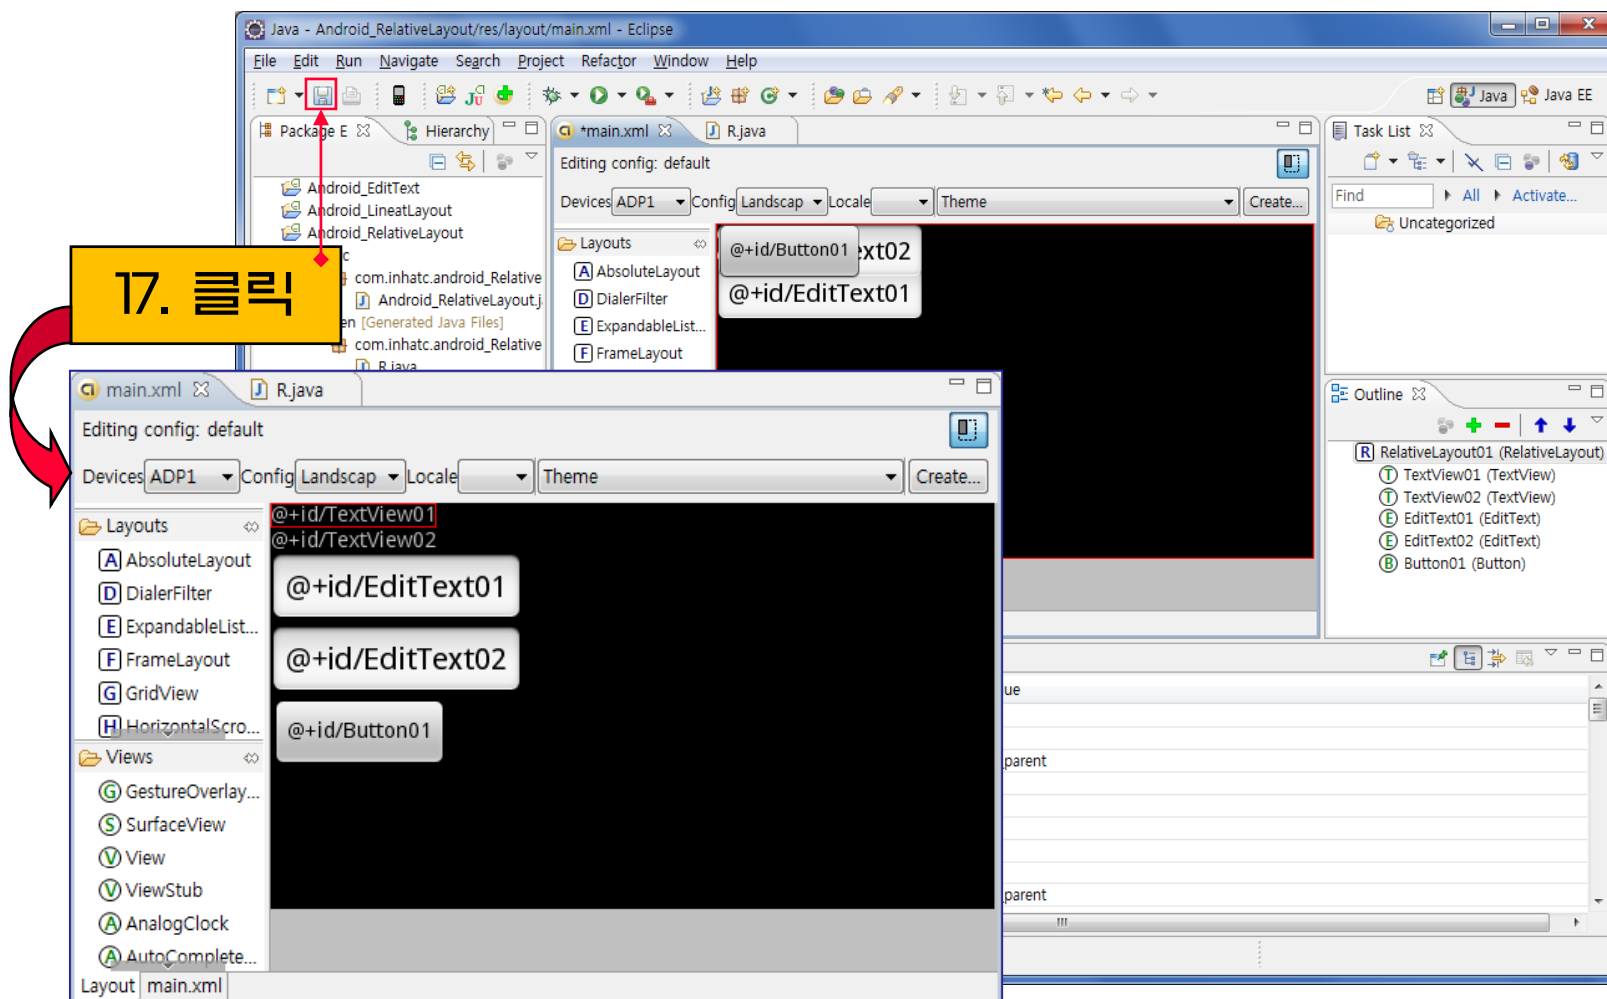 Java - Android_RelativeLayout/res/layout/main.xml - Eclipse
File Edit Run Navigate Search Project Refactor Window Help
Java Java EE
Package E Hierarchy
Android_EditText
Android_LineatLayout
Android_RelativeLayout
c
com.inhatc.android_Relative
Android_RelativeLayout.j
en [Generated Java Files]
com.inhatc.android_Relative
R.java
17. 클릭
*main.xml R.java
Editing config: default
Devices ADP1 Config Landscap Locale Theme Create...
Layouts
AbsoluteLayout
DialerFilter
ExpandableList...
FrameLayout
@+id/Button01 ext02
@+id/EditText01
Task List
Find All Activate...
Uncategorized
Outline
RelativeLayout01 (RelativeLayout)
TextView01 (TextView)
TextView02 (TextView)
EditText01 (EditText)
EditText02 (EditText)
Button01 (Button)
ue
parent
parent
main.xml R.java
Editing config: default
Devices ADP1 Config Landscap Locale Theme Create...
Layouts
AbsoluteLayout
DialerFilter
ExpandableList...
FrameLayout
GridView
HorizontalScro...
Views
GestureOverlay...
SurfaceView
View
ViewStub
AnalogClock
AutoComplete...
@+id/TextView01
@+id/TextView02
@+id/EditText01
@+id/EditText02
@+id/Button01
Layout main.xml